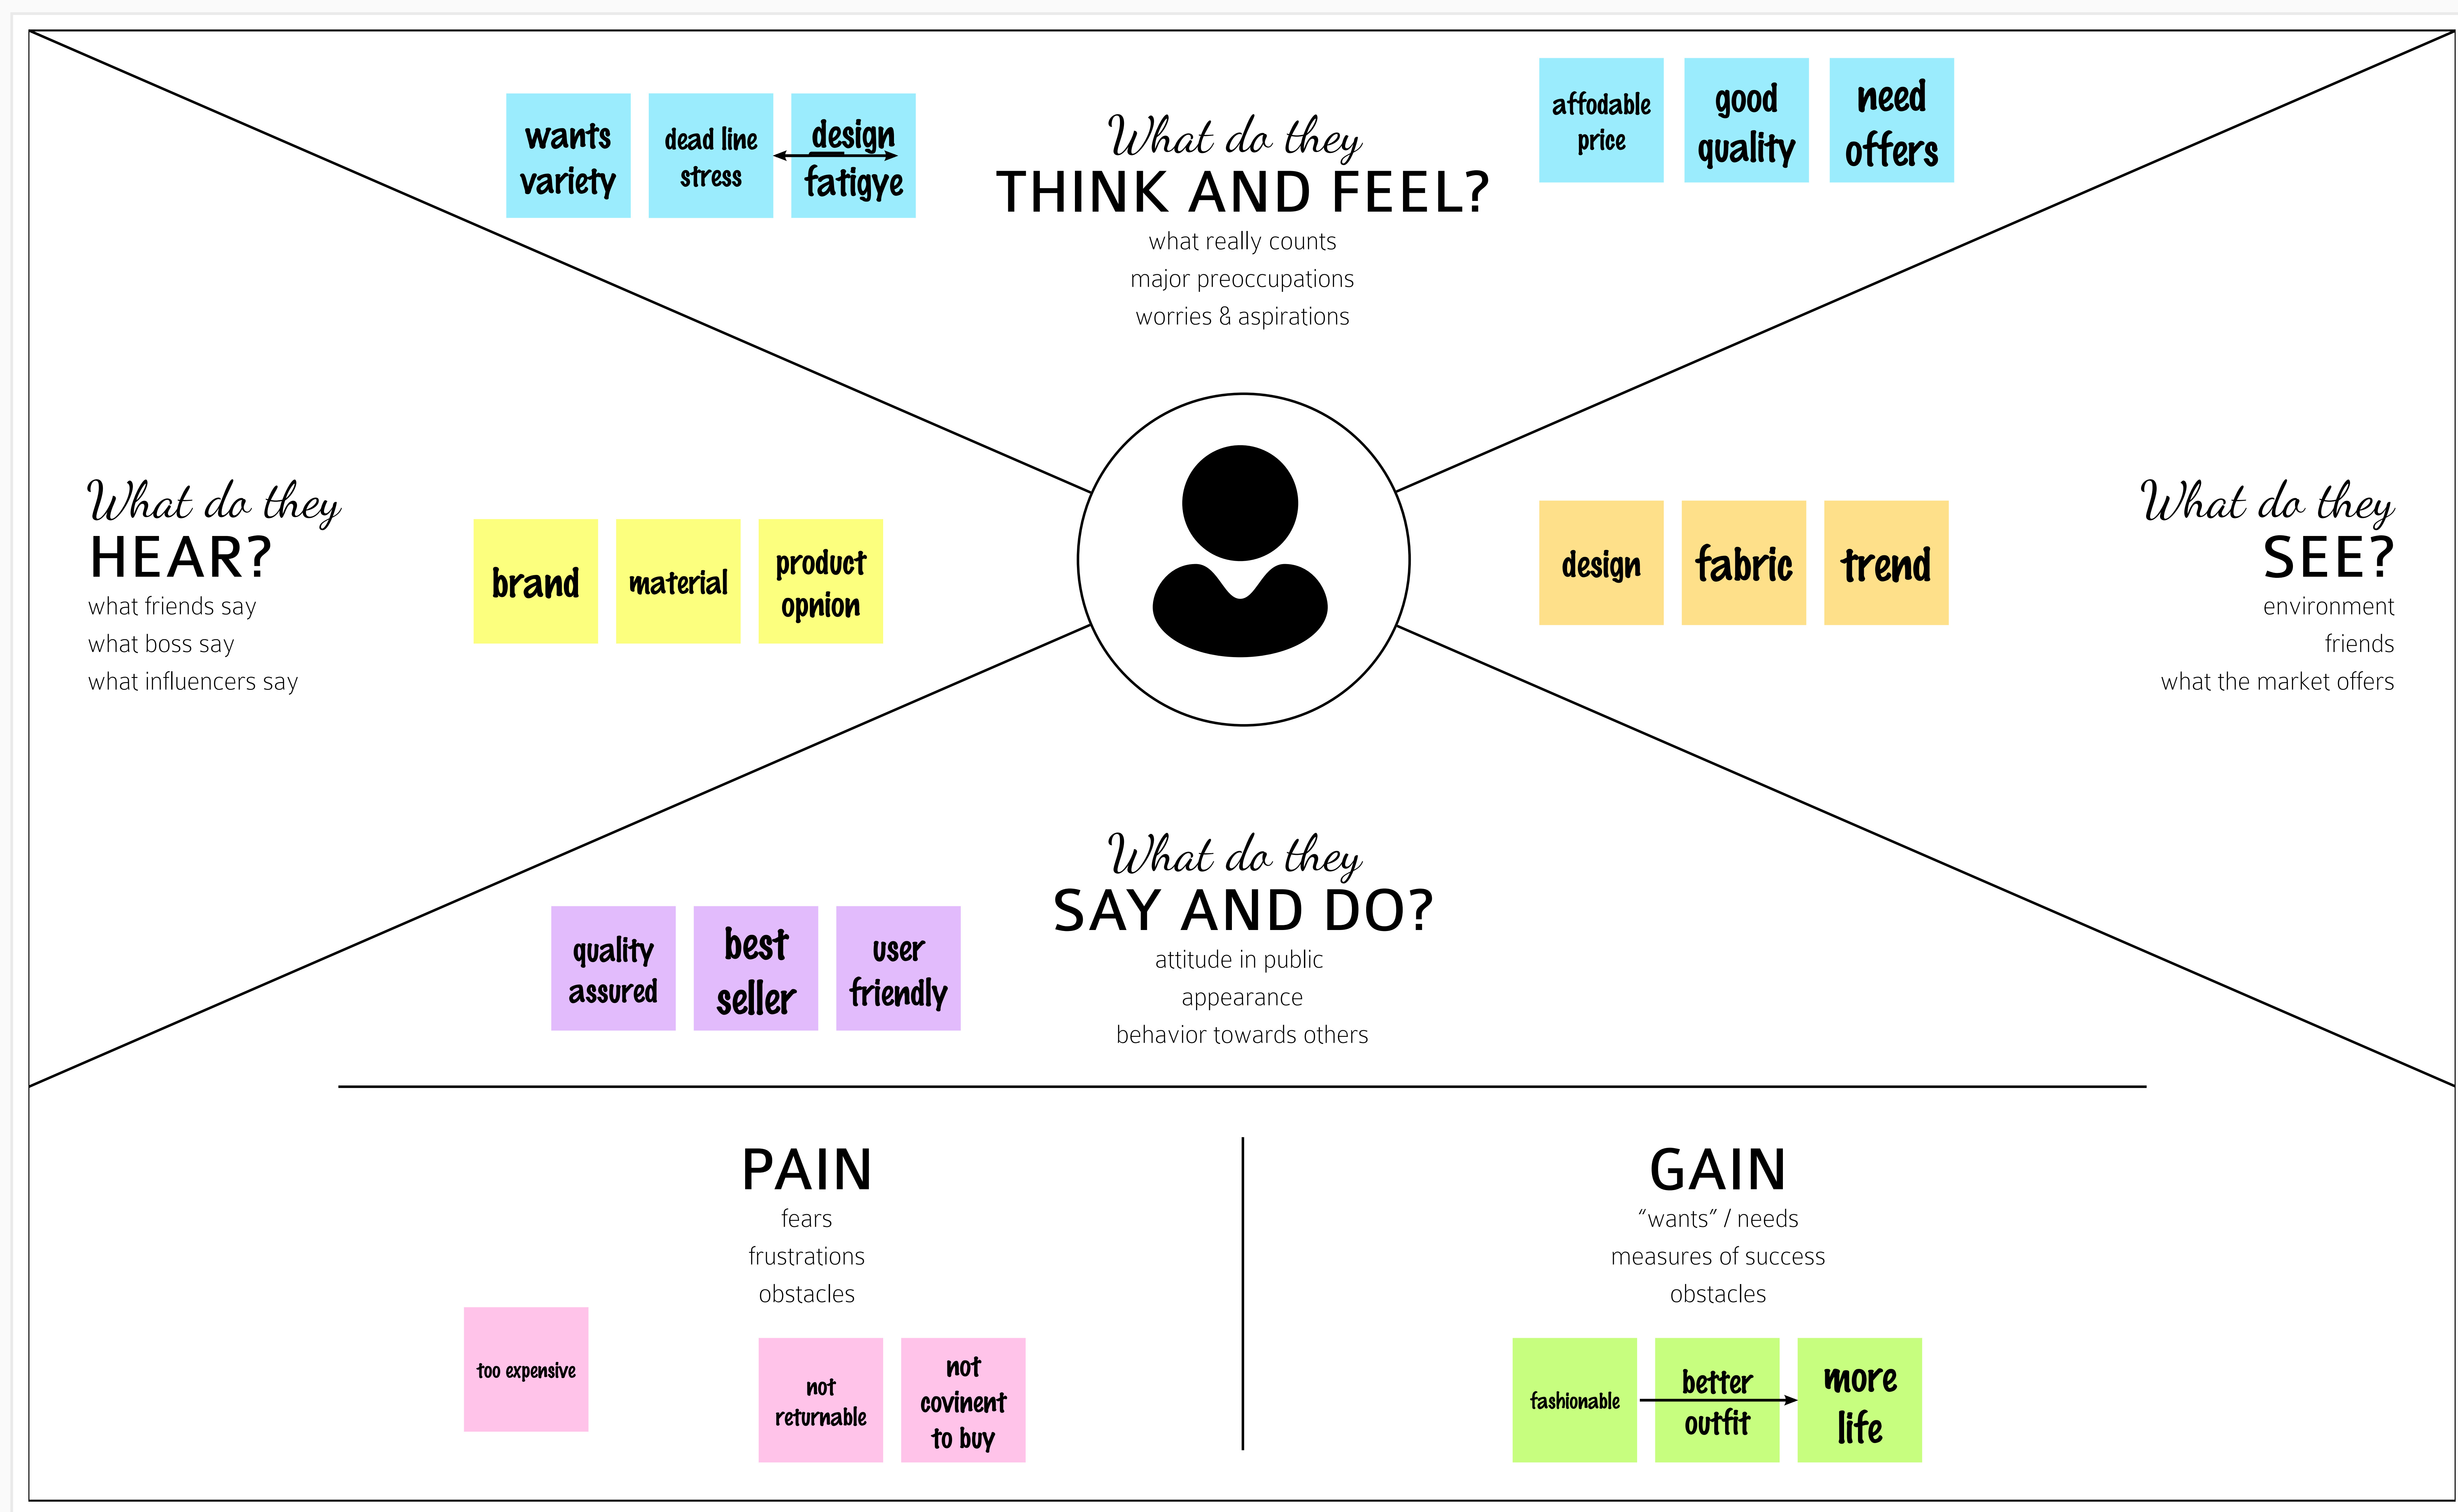 wants
variety
dead line
stress
design
fatigye
What do they
THINK AND FEEL?
what really counts
major preoccupations
worries & aspirations
affodable
price
good
quality
need
offers
What do they
HEAR?
what friends say
what boss say
what influencers say
brand
material
product
opnion
design
fabric
trend
What do they
SEE?
environment
friends
what the market offers
What do they
SAY AND DO?
attitude in public
appearance
behavior towards others
quality
assured
best
seller
user
friendly
PAIN
fears
frustrations
obstacles
too expensive
not
returnable
not
covinent
to buy
GAIN
“wants” / needs
measures of success
obstacles
fashionable
better
outfit
more
life